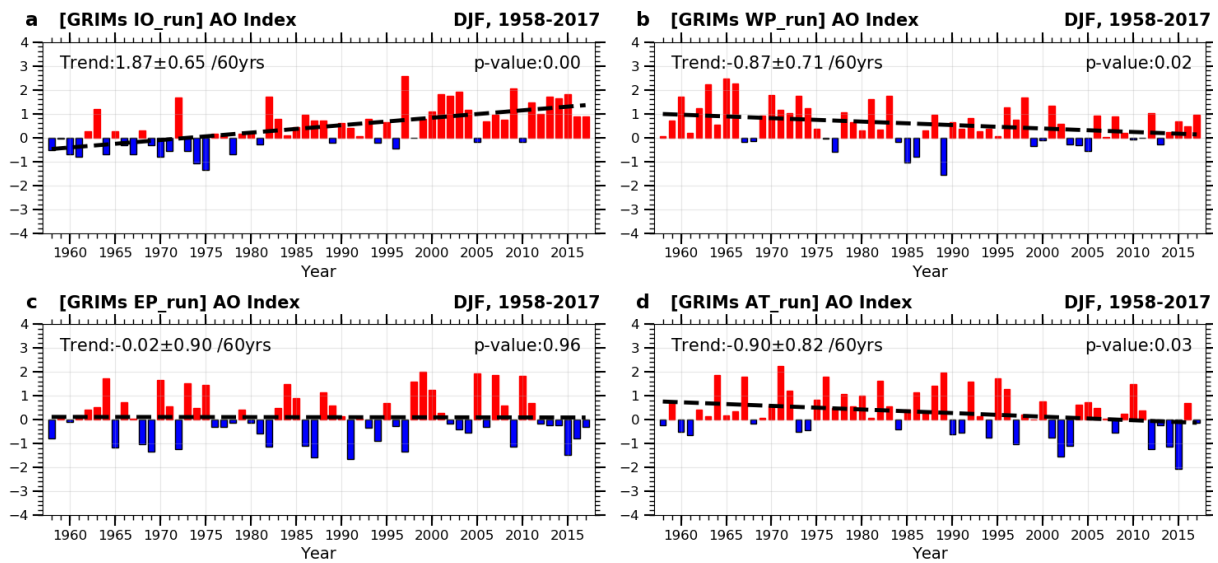 a [GRIMs IO_run] AO Index DJF, 1958-2017
Trend:1.87±0.65 /60yrs p-value:0.00
4
3
2
1
0
−1
−2
−3
−4
1960 1965 1970 1975 1980 1985 1990 1995 2000 2005 2010 2015
Year
b [GRIMs WP_run] AO Index DJF, 1958-2017
Trend:-0.87±0.71 /60yrs p-value:0.02
4
3
2
1
0
−1
−2
−3
−4
1960 1965 1970 1975 1980 1985 1990 1995 2000 2005 2010 2015
Year
c [GRIMs EP_run] AO Index DJF, 1958-2017
Trend:-0.02±0.90 /60yrs p-value:0.96
4
3
2
1
0
−1
−2
−3
−4
1960 1965 1970 1975 1980 1985 1990 1995 2000 2005 2010 2015
Year
d [GRIMs AT_run] AO Index DJF, 1958-2017
Trend:-0.90±0.82 /60yrs p-value:0.03
4
3
2
1
0
−1
−2
−3
−4
1960 1965 1970 1975 1980 1985 1990 1995 2000 2005 2010 2015
Year